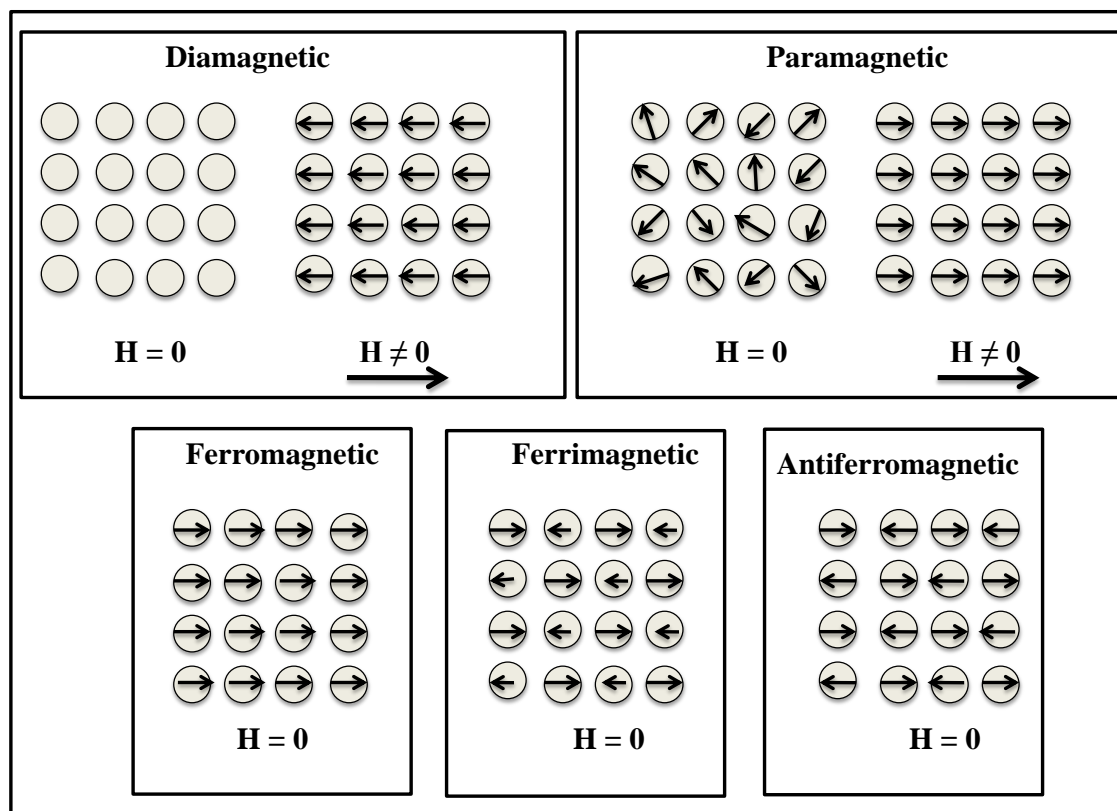 Diamagnetic
H = 0
H ≠ 0
Paramagnetic
H = 0
H ≠ 0
Ferromagnetic
H = 0
Ferrimagnetic
H = 0
Antiferromagnetic
H = 0